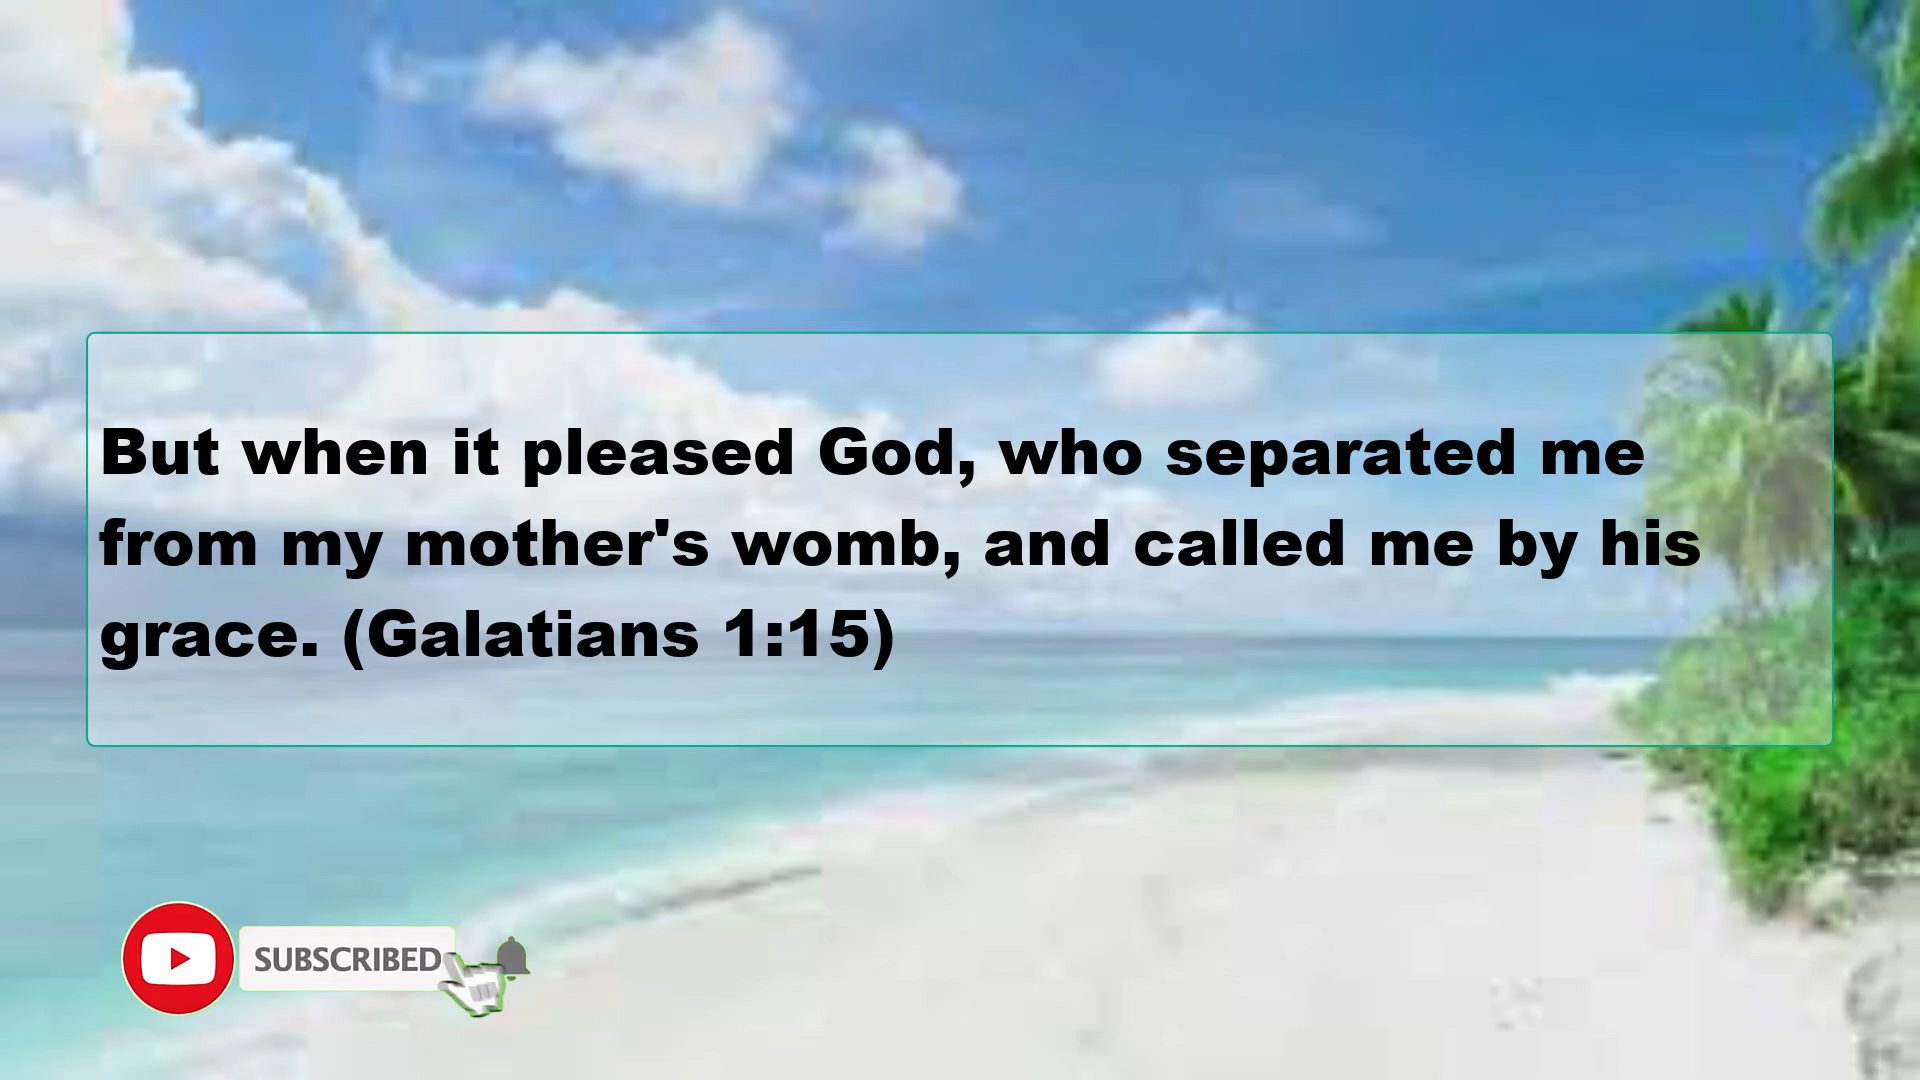 But when it pleased God, who separated me
from my mother's womb, and called me by his
grace. (Galatians 1:15)
SUBSCRIBED